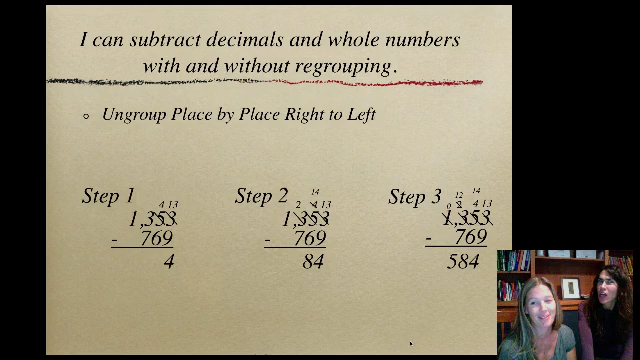 I can subtract decimals and whole numbers
with and without regrouping.
Ungroup Place by Place Right to Left
Step 1
4 13
1,353
- 769
4
Step 2
14
2 4 13
1,353
- 769
84
Step 3
12 14
0 2 4 13
1,353
- 769
584